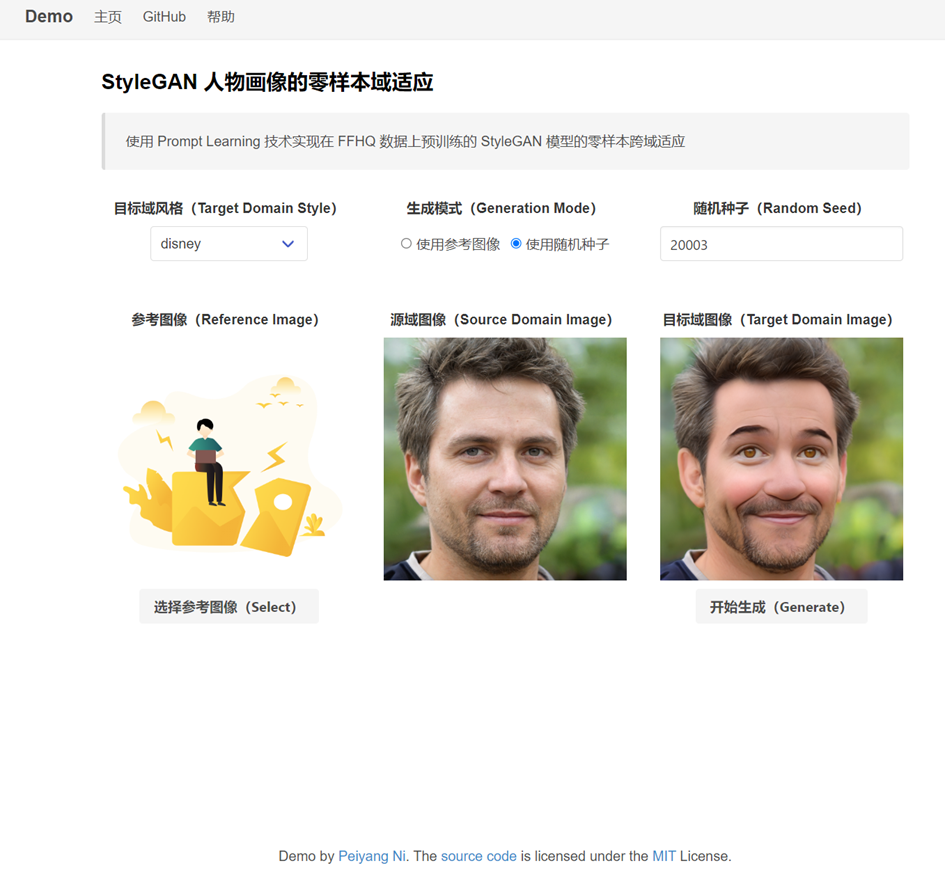 Demo 主页 GitHub 帮助
StyleGAN 人物画像的零样本域适应
使用 Prompt Learning 技术实现在 FFHQ 数据上预训练的 StyleGAN 模型的零样本跨域适应
目标域风格（Target Domain Style） 生成模式（Generation Mode） 随机种子（Random Seed）
disney 使用参考图像 使用随机种子 20003
参考图像（Reference Image） 源域图像（Source Domain Image） 目标域图像（Target Domain Image）
选择参考图像（Select） 开始生成（Generate）
Demo by Peiyang Ni. The source code is licensed under the MIT License.